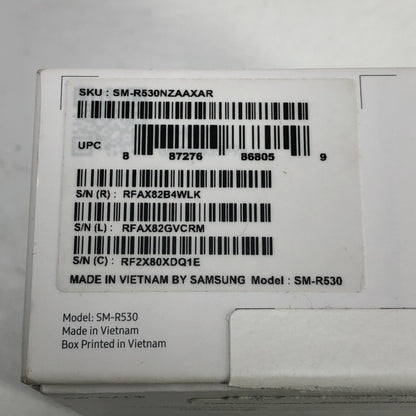 SKU : SM-R530NZAAXAR
UPC
8 87276 86805 9
S/N (R) : RFAX82B4WLK
S/N (L) : RFAX82GVCRM
S/N (C) : RF2X80XDQ1E
MADE IN VIETNAM BY SAMSUNG Model : SM-R530
Model: SM-R530
Made in Vietnam
Box Printed in Vietnam